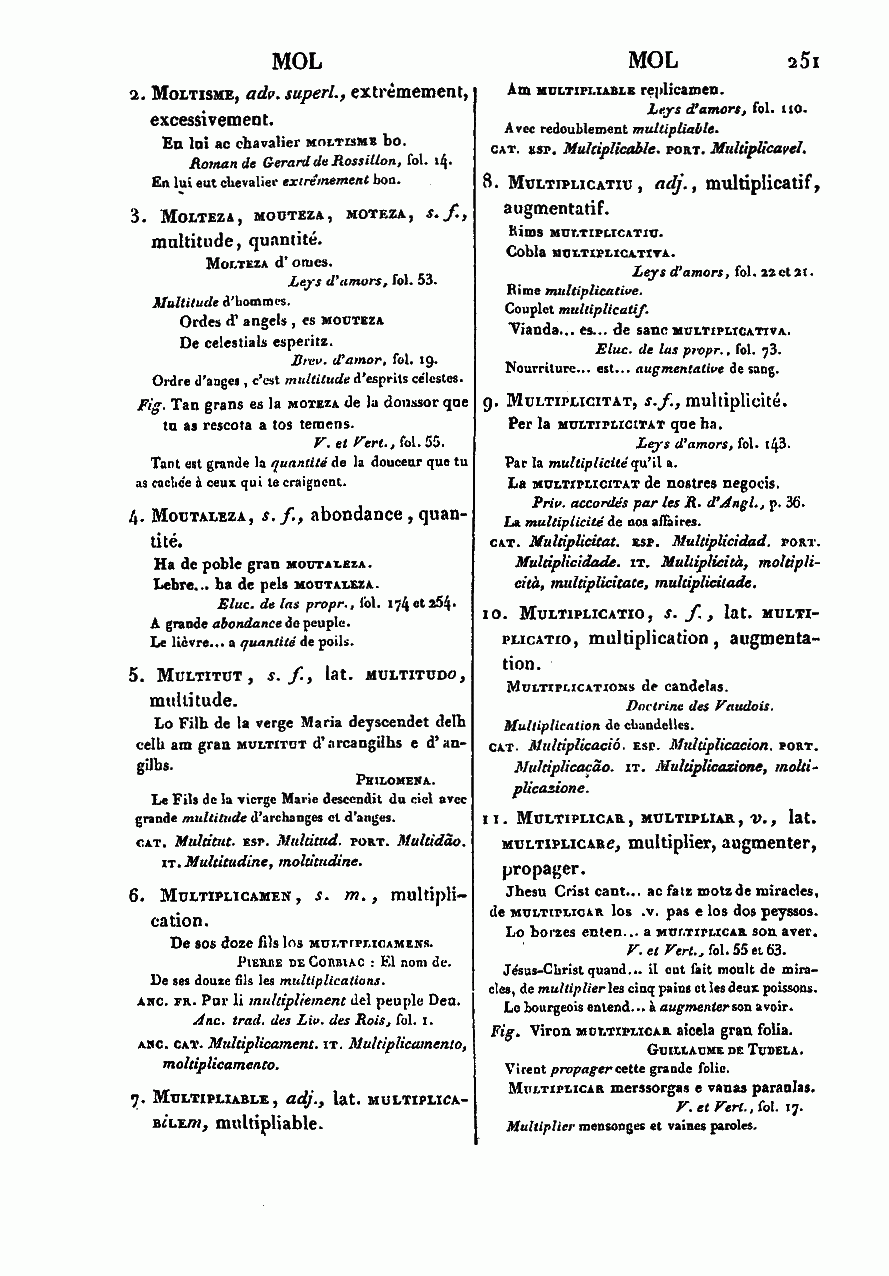 MOL
MOL 251
2. MOLTISME, adv. superl., extrêmement,
excessivement.
En lui ac chavalier MOLTISME bo.
Roman de Gerard de Rossillon, fol. 14.
En lui eut chevalier extrêmement bon.
3. MOLTEZA, MOUTEZA, MOTEZA, s. f.,
multitude, quantité.
MOLTEZA d'omes.
Leys d'amors, fol. 53.
Multitude d'hommes.
Ordes d'angels, es MOUTEZA
De celestials esperitz.
Brev. d'amor, fol. 19.
Ordre d'anges, c'est multitude d'esprits célestes.
Fig. Tan grans es la MOTEZA de la doussor que
tu as rescota a tos temens.
V. et Vert., fol. 55.
Tant est grande la quantité de la douceur que tu
as cachée à ceux qui te craignent.
4. MOUTALEZA, s. f., abondance, quan-
tité.
Ha de poble gran MOUTALEZA.
Lebre... ha de pels MOUTALEZA.
Eluc. de las propr., fol. 174 et 254.
A grande abondance de peuple.
Le lièvre... a quantité de poils.
5. MULTITUT, s. f., lat. MULTITUDO,
multitude.
Lo Filh de la verge Maria deyscendet delh
celh am gran MULTITUT d'arcangilhs e d'an-
gilhs.
PHILOMENA.
Le Fils de la vierge Marie descendit du ciel avec
grande multitude d'archanges et d'anges.
CAT. Multitut. ESP. Multitud. PORT. Multidão.
IT. Multitudine, moltitudine.
6. MULTIPLICAMEN, s. m., multipli-
cation.
De sos doze fils los MULTIPLICAMENS.
PIERRE DE CORBIAC : El nom de.
De ses douze fils les multiplications.
ANC. FR. Pur li multipliement del peuple Deu.
Anc. trad. des Liv. des Rois, fol. 1.
ANC. CAT. Multiplicament. IT. Multiplicamento,
moltiplicamento.
7. MULTIPLIABLE, adj., lat. MULTIPLICA-
BiLEm, multipliable.
Am MULTIPLIABLE replicamen.
Leys d'amors, fol. 110.
Avec redoublement multipliable.
CAT. ESP. Multiplicable. PORT. Multiplicavel.
8. MULTIPLICATIU, adj., multiplicatif,
augmentatif.
Rims MULTIPLICATIU.
Cobla MULTIPLICATIVA.
Leys d'amors, fol. 22 et 21.
Rime multiplicative.
Couplet multiplicatif.
Vianda... es... de sanc MULTIPLICATIVA.
Eluc. de las propr., fol. 73.
Nourriture... est... augmentative de sang.
9. MULTIPLICITAT, s. f., multiplicité.
Per la MULTIPLICITAT que ha.
Leys d'amors, fol. 143.
Par la multiplicité qu'il a.
La MULTIPLICITAT de nostres negocis.
Priv. accordés par les R. d'Angl., p. 36.
La multiplicité de nos affaires.
CAT. Multiplicitat. ESP. Multiplicidad. PORT.
Multiplicidade. IT. Multiplicità, moltipli-
cità, multiplicitate, multiplicitade.
10. MULTIPLICATIO, s. f., lat. MULTI-
PLICATIO, multiplication, augmenta-
tion.
MULTIPLICATIONS de candelas.
Doctrine des Vaudois.
Multiplication de chandelles.
CAT. Multiplicació. ESP. Multiplicacion. PORT.
Multiplicação. IT. Multiplicazione, molti-
plicazione.
11. MULTIPLICAR, MULTIPLIAR, v., lat.
MULTIPLICARe, multiplier, augmenter,
propager.
Jhesu Crist cant... ac fatz motz de miracles,
de MULTIPLICAR los .v. pas e los dos peyssos.
Lo borzes enten... a MULTIPLICAR son aver.
V. et Vert., fol. 55 et 63.
Jésus-Christ quand... il eut fait moult de mira-
cles, de multiplier les cinq pains et les deux poissons.
Le bourgeois entend... à augmenter son avoir.
Fig. Viron MULTIPLICAR aicela gran folia.
GUILLAUME DE TUDELA.
Virent propager cette grande folie.
MULTIPLICAR merssorgas e vanas paraulas.
V. et Vert., fol. 17.
Multiplier mensonges et vaines paroles.